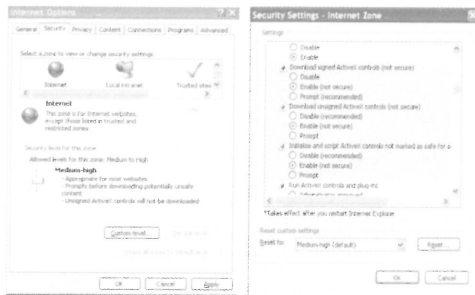 Internet Options
General Security Privacy Content Connections Programs Advanced
Select a zone to view or change security settings.
Internet Local intranet Trusted sites
Internet
This zone is for Internet websites,
except those listed in trusted and
restricted zones.
Security level for this zone
Allowed levels for this zone: Medium to High
Medium-high
- Appropriate for most websites
- Prompts before downloading potentially unsafe
content
- Unsigned ActiveX controls will not be downloaded
Custom level...
OK Cancel Apply
Security Settings - Internet Zone
Settings
Disable
Enable
Download signed ActiveX controls (not secure)
Disable
Enable (not secure)
Prompt (recommended)
Download unsigned ActiveX controls (not secure)
Disable (recommended)
Enable (not secure)
Prompt
Initialize and script ActiveX controls not marked as safe for s
Disable (recommended)
Enable (not secure)
Prompt
Run ActiveX controls and plug-ins
*Takes effect after you restart Internet Explorer
Reset custom settings
Reset to: Medium-high (default) Reset...
OK Cancel